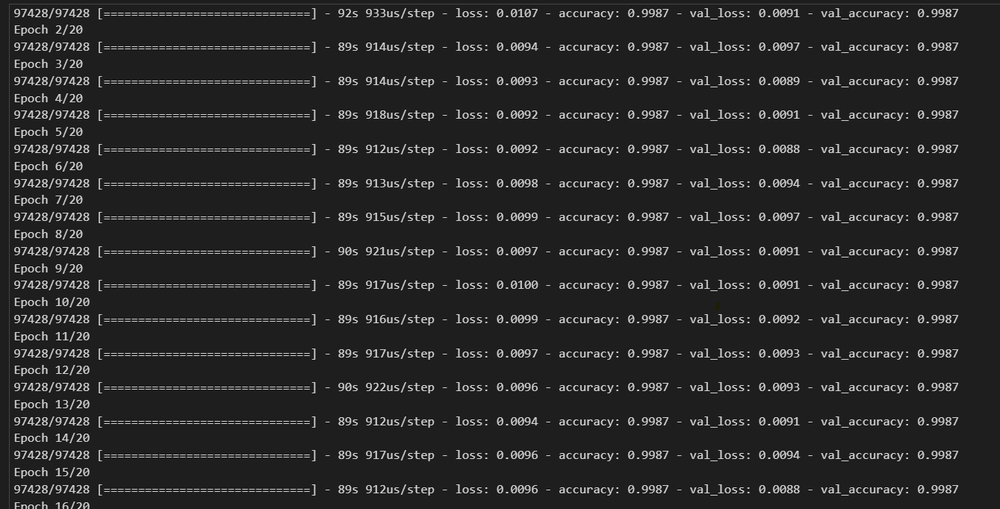 97428/97428 [==============================] - 92s 933us/step - loss: 0.0107 - accuracy: 0.9987 - val_loss: 0.0091 - val_accuracy: 0.9987
Epoch 2/20
97428/97428 [==============================] - 89s 914us/step - loss: 0.0094 - accuracy: 0.9987 - val_loss: 0.0097 - val_accuracy: 0.9987
Epoch 3/20
97428/97428 [==============================] - 89s 914us/step - loss: 0.0093 - accuracy: 0.9987 - val_loss: 0.0089 - val_accuracy: 0.9987
Epoch 4/20
97428/97428 [==============================] - 89s 918us/step - loss: 0.0092 - accuracy: 0.9987 - val_loss: 0.0091 - val_accuracy: 0.9987
Epoch 5/20
97428/97428 [==============================] - 89s 912us/step - loss: 0.0092 - accuracy: 0.9987 - val_loss: 0.0088 - val_accuracy: 0.9987
Epoch 6/20
97428/97428 [==============================] - 89s 913us/step - loss: 0.0098 - accuracy: 0.9987 - val_loss: 0.0094 - val_accuracy: 0.9987
Epoch 7/20
97428/97428 [==============================] - 89s 915us/step - loss: 0.0099 - accuracy: 0.9987 - val_loss: 0.0097 - val_accuracy: 0.9987
Epoch 8/20
97428/97428 [==============================] - 90s 921us/step - loss: 0.0097 - accuracy: 0.9987 - val_loss: 0.0091 - val_accuracy: 0.9987
Epoch 9/20
97428/97428 [==============================] - 89s 917us/step - loss: 0.0100 - accuracy: 0.9987 - val_loss: 0.0091 - val_accuracy: 0.9987
Epoch 10/20
97428/97428 [==============================] - 89s 916us/step - loss: 0.0099 - accuracy: 0.9987 - val_loss: 0.0092 - val_accuracy: 0.9987
Epoch 11/20
97428/97428 [==============================] - 89s 917us/step - loss: 0.0097 - accuracy: 0.9987 - val_loss: 0.0093 - val_accuracy: 0.9987
Epoch 12/20
97428/97428 [==============================] - 90s 922us/step - loss: 0.0096 - accuracy: 0.9987 - val_loss: 0.0093 - val_accuracy: 0.9987
Epoch 13/20
97428/97428 [==============================] - 89s 912us/step - loss: 0.0094 - accuracy: 0.9987 - val_loss: 0.0091 - val_accuracy: 0.9987
Epoch 14/20
97428/97428 [==============================] - 89s 917us/step - loss: 0.0096 - accuracy: 0.9987 - val_loss: 0.0094 - val_accuracy: 0.9987
Epoch 15/20
97428/97428 [==============================] - 89s 912us/step - loss: 0.0096 - accuracy: 0.9987 - val_loss: 0.0088 - val_accuracy: 0.9987
Epoch 16/20